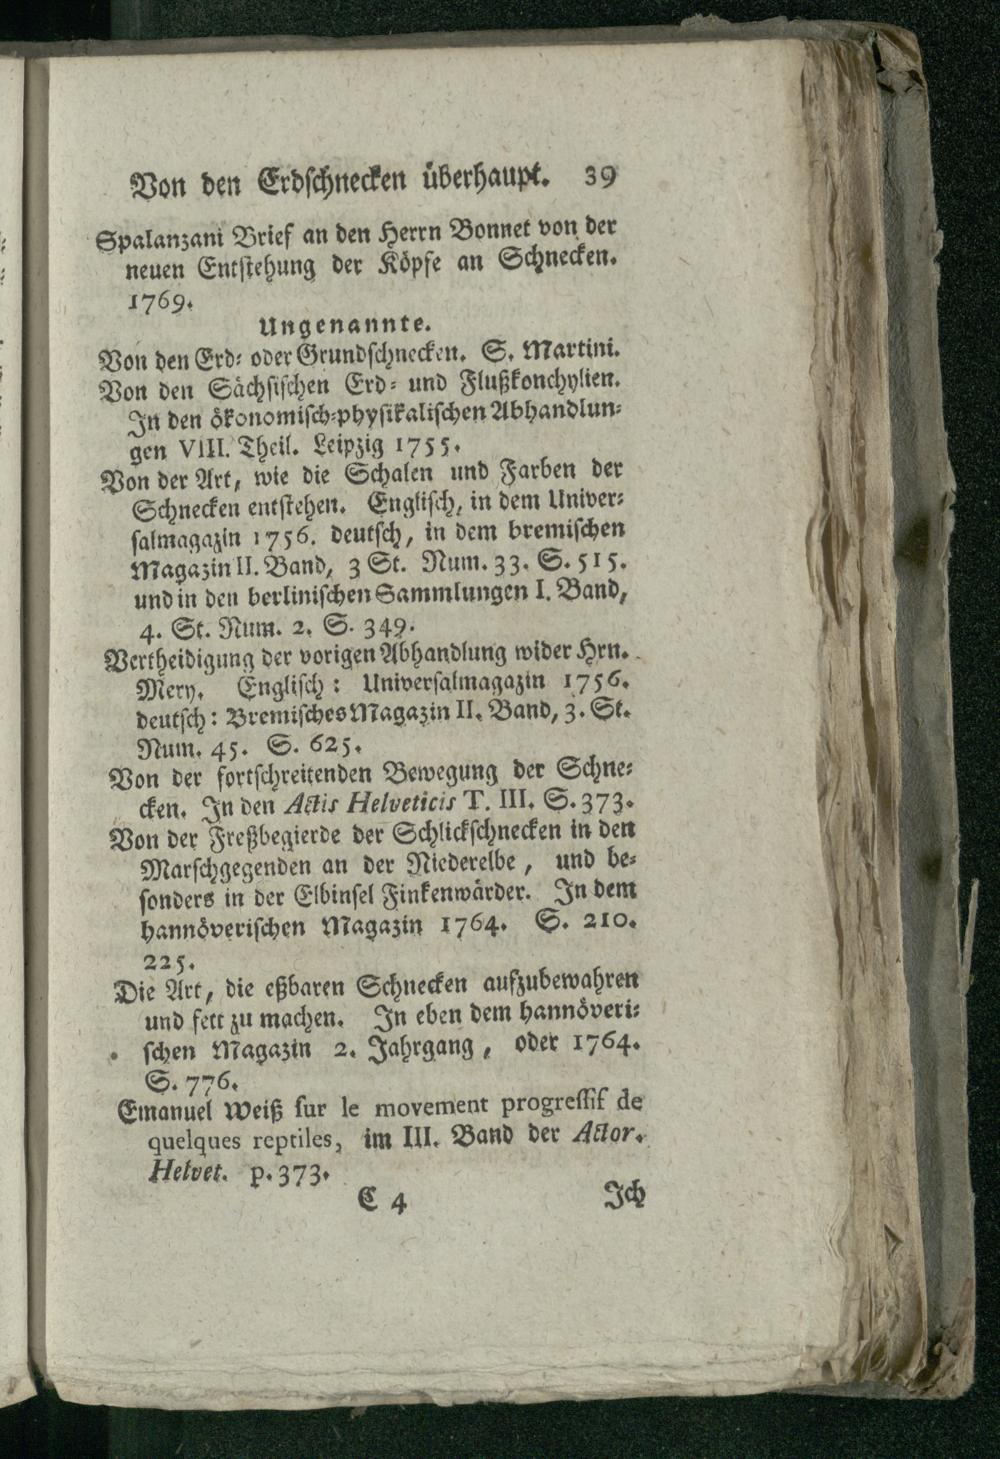 Von den Erdschnecken überhaupt. 39
Spalanzani Brief an den Herrn Bonnet von der
neuen Entstehung der Köpfe an Schnecken.
1769.
Ungenannte.
Von den Erd- oder Grundschnecken. S. Martini.
Von den Sächsischen Erd- und Flußkonchylien.
In den ökonomisch-physikalischen Abhandlun-
gen VIII. Theil. Leipzig 1755.
Von der Art, wie die Schalen und Farben der
Schnecken entstehen. Englisch, in dem Univer-
salmagazin 1756. deutsch, in dem bremischen
Magazin II. Band, 3 St. Num. 33. S. 515.
und in den berlinischen Sammlungen I. Band,
4. St. Num. 2. S. 349.
Vertheidigung der vorigen Abhandlung wider Hrn.
Mery. Englisch: Universalmagazin 1756.
deutsch: Bremisches Magazin II. Band, 3. St.
Num. 45. S. 625.
Von der fortschreitenden Bewegung der Schne-
cken. In den Actis Helveticis T. III. S. 373.
Von der Freßbegierde der Schlickschnecken in den
Marschgegenden an der Niederelbe, und be-
sonders in der Elbinsel Finkenwärder. In dem
hannöverischen Magazin 1764. S. 210.
225.
Die Art, die eßbaren Schnecken aufzubewahren
und fett zu machen. In eben dem hannöveri-
schen Magazin 2. Jahrgang, oder 1764.
S. 776.
Emanuel Weiß sur le movement progressif de
quelques reptiles, im III. Band der Actor.
Helvet. p. 373.
C 4 Ich